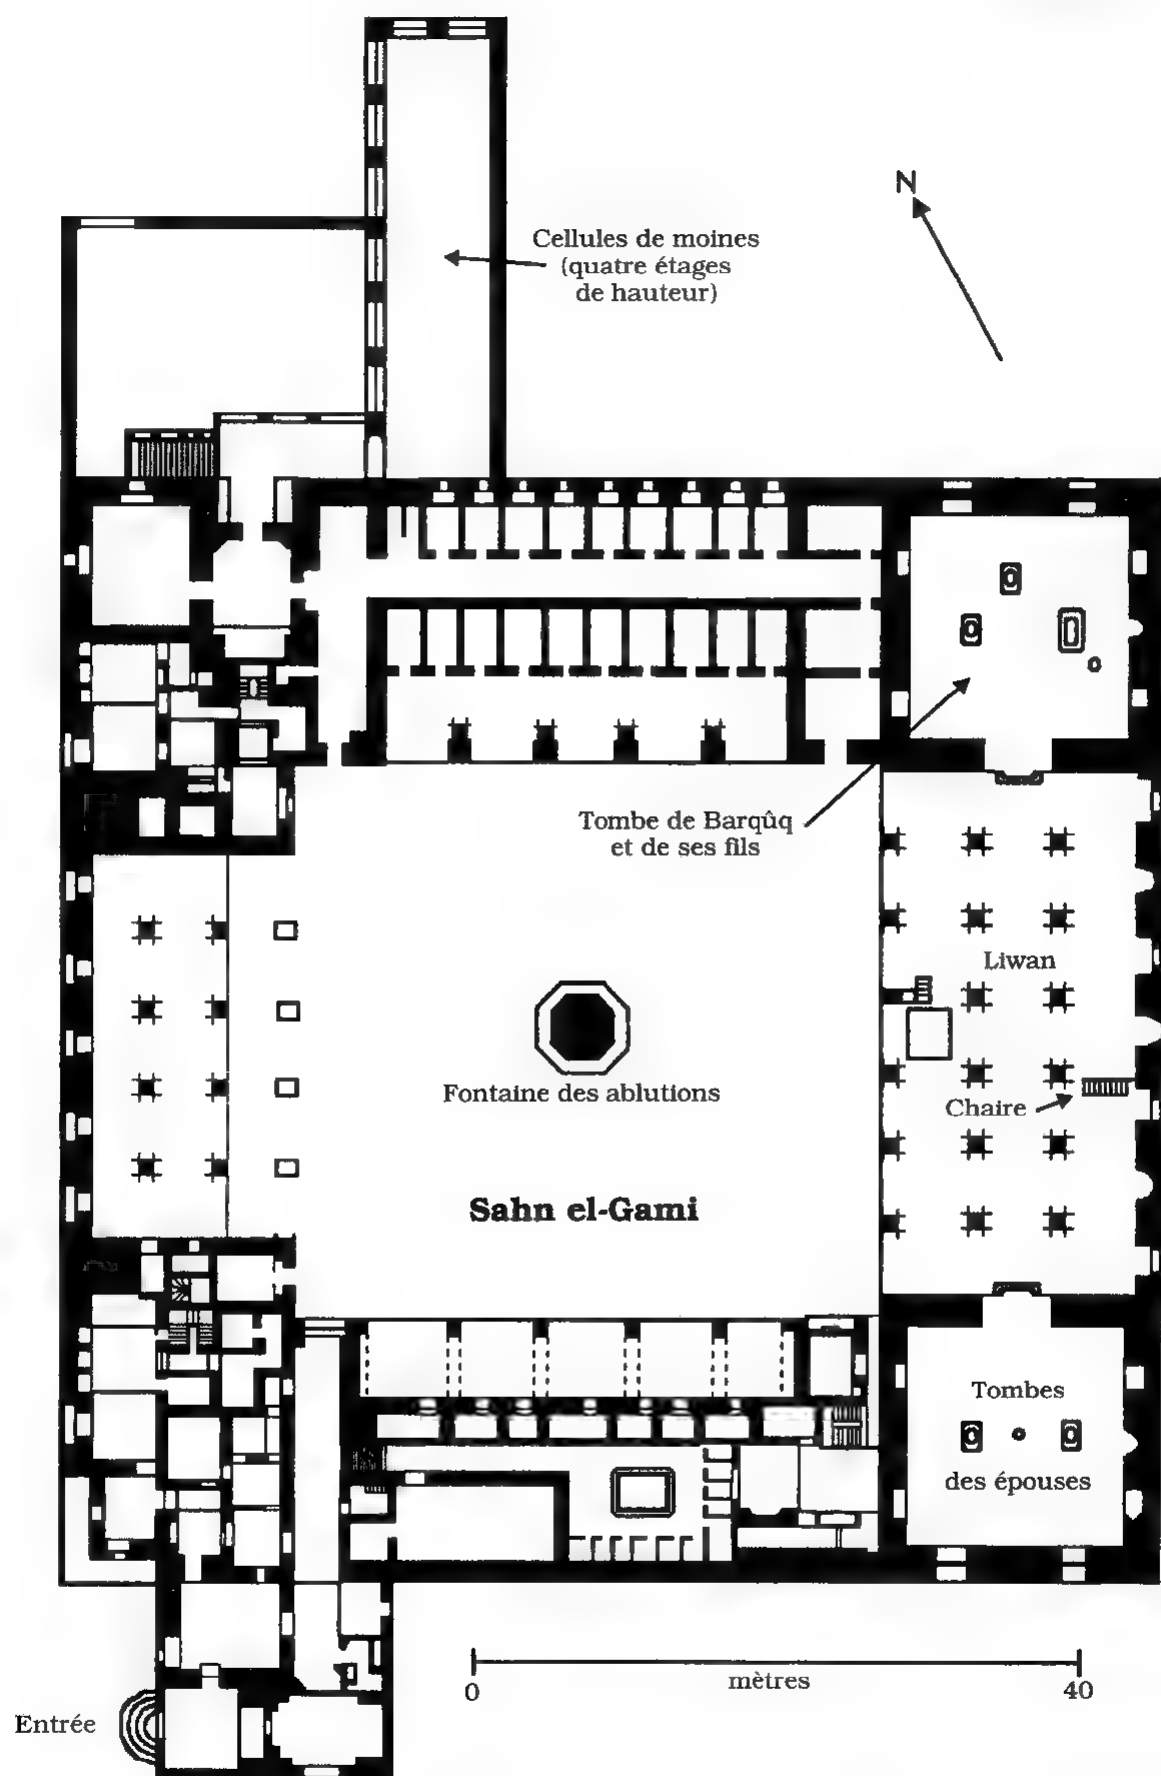 N
Cellules de moines
(quatre étages
de hauteur)
Tombe de Barqûq
et de ses fils
Liwan
Fontaine des ablutions
Chaire
Sahn el-Gami
Tombes
des épouses
mètres
0
40
Entrée